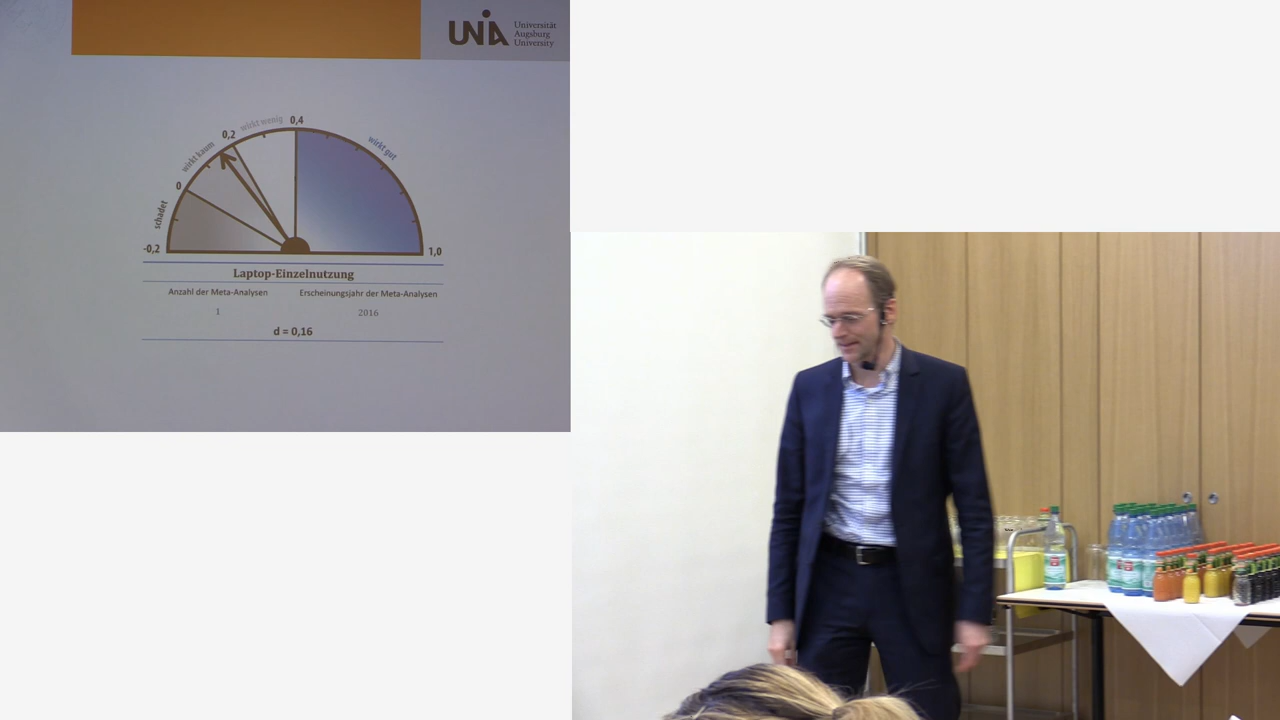 UNIA Universität
Augsburg
University
wirkt wenig
0,4
0,2
wirkt kaum
wirkt gut
0
schadet
-0,2
1,0
Laptop-Einzelnutzung
Anzahl der Meta-Analysen Erscheinungsjahr der Meta-Analysen
1 2016
d = 0,16